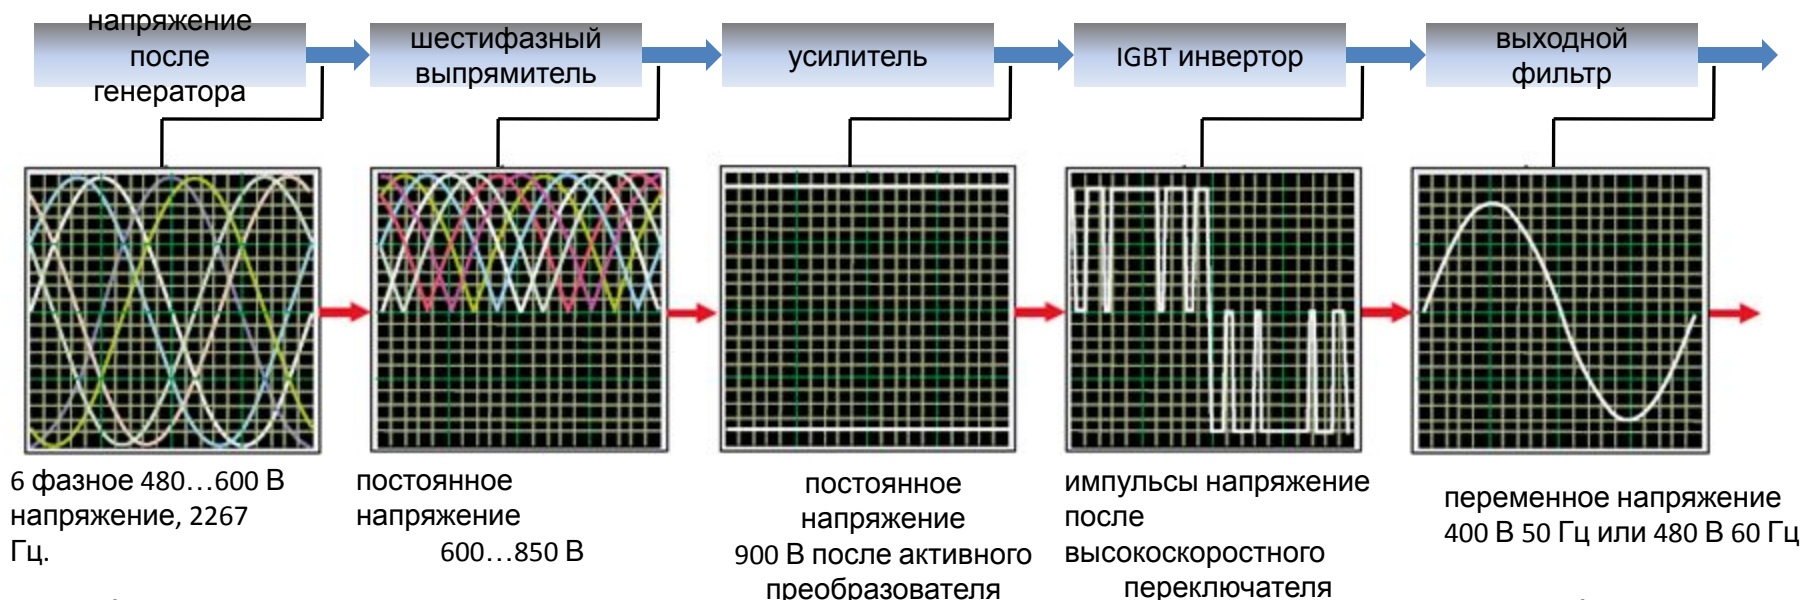 напряжение
после
генератора
шестифазный
выпрямитель
усилитель
IGBT инвертор
выходной
фильтр
6 фазное 480...600 В
напряжение, 2267
Гц.
постоянное
напряжение
600...850 В
постоянное
напряжение
900 В после активного
преобразователя
импульсы напряжение
после
высокоскоростного
переключателя
переменное напряжение
400 В 50 Гц или 480 В 60 Гц